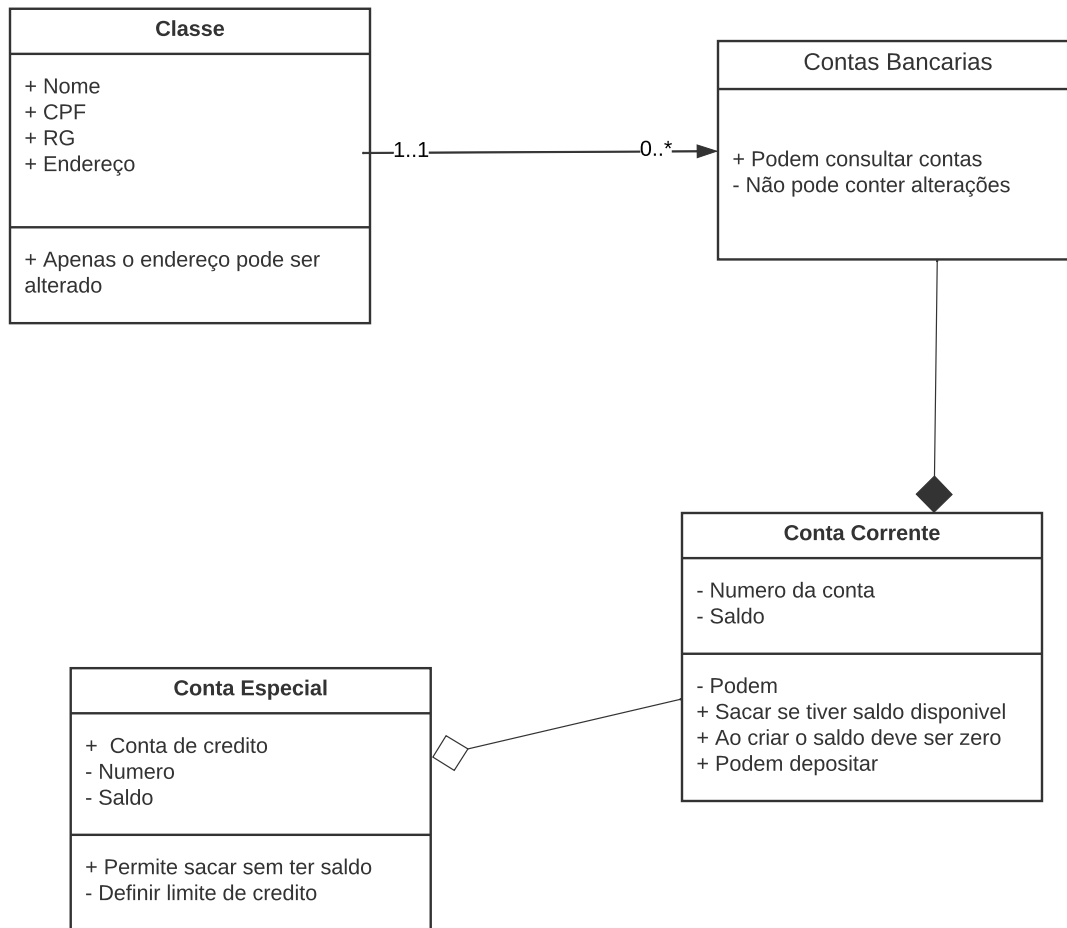 Classe
+ Nome
+ CPF
+ RG
+ Endereço
+ Apenas o endereço pode ser
alterado
1..1
0..*
Contas Bancarias
+ Podem consultar contas
- Não pode conter alterações
Conta Corrente
- Numero da conta
- Saldo
- Podem
+ Sacar se tiver saldo disponivel
+ Ao criar o saldo deve ser zero
+ Podem depositar
Conta Especial
+  Conta de credito
- Numero
- Saldo
+ Permite sacar sem ter saldo
- Definir limite de credito